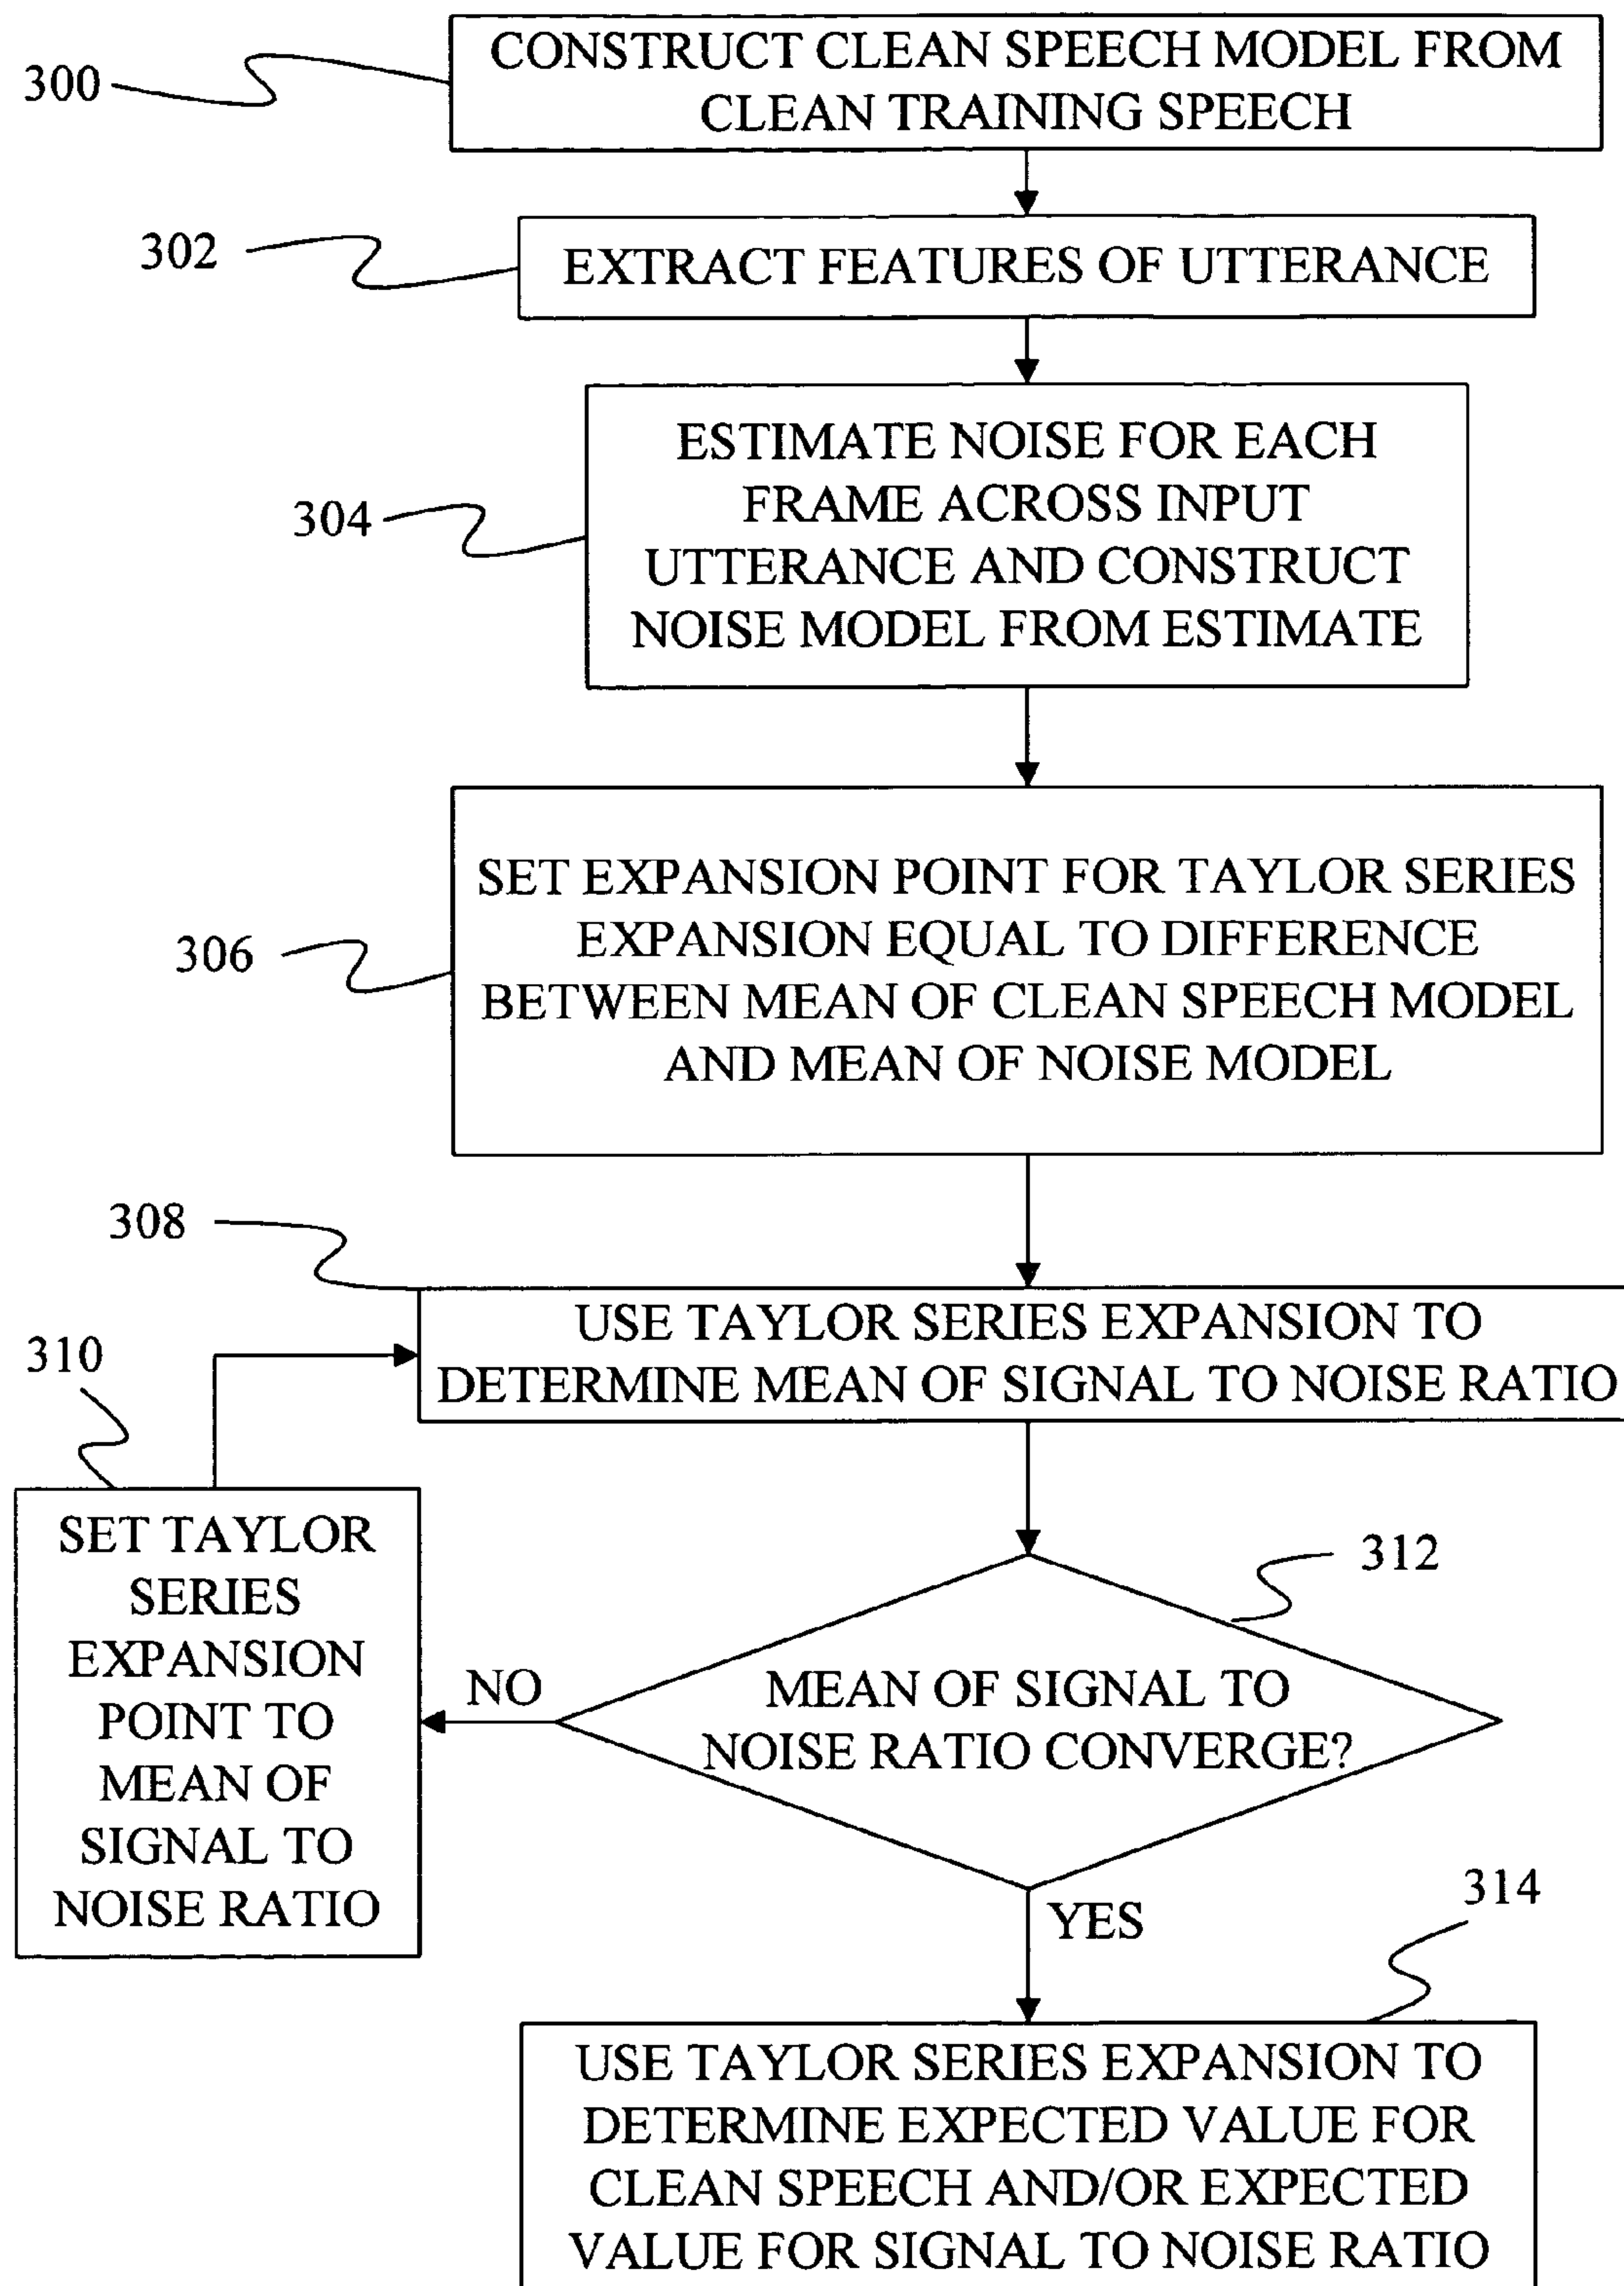 300
CONSTRUCT CLEAN SPEECH MODEL FROM
CLEAN TRAINING SPEECH
302
EXTRACT FEATURES OF UTTERANCE
304
ESTIMATE NOISE FOR EACH
FRAME ACROSS INPUT
UTTERANCE AND CONSTRUCT
NOISE MODEL FROM ESTIMATE
306
SET EXPANSION POINT FOR TAYLOR SERIES
EXPANSION EQUAL TO DIFFERENCE
BETWEEN MEAN OF CLEAN SPEECH MODEL
AND MEAN OF NOISE MODEL
308
USE TAYLOR SERIES EXPANSION TO
DETERMINE MEAN OF SIGNAL TO NOISE RATIO
310
SET TAYLOR
SERIES
EXPANSION
POINT TO
MEAN OF
SIGNAL TO
NOISE RATIO
NO
312
MEAN OF SIGNAL TO
NOISE RATIO CONVERGE?
YES
314
USE TAYLOR SERIES EXPANSION TO
DETERMINE EXPECTED VALUE FOR
CLEAN SPEECH AND/OR EXPECTED
VALUE FOR SIGNAL TO NOISE RATIO